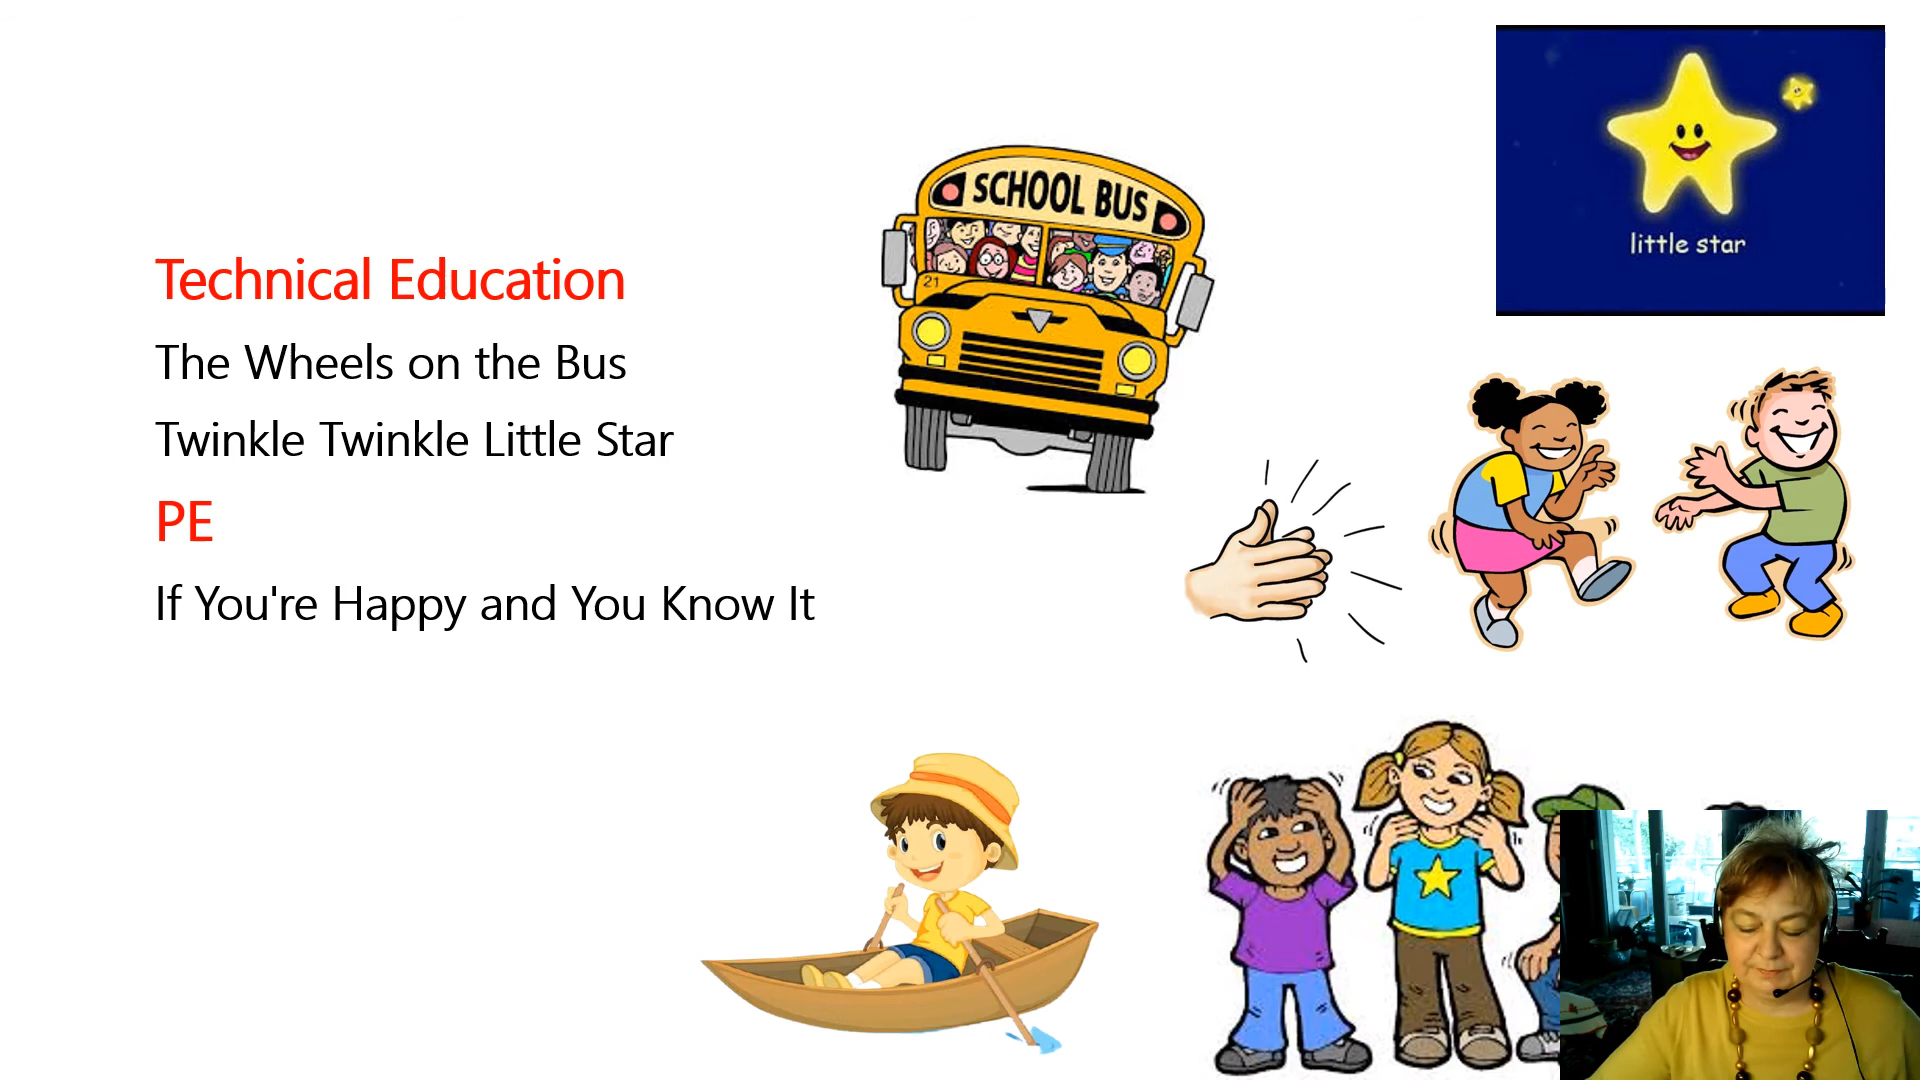 little star
SCHOOL BUS
21
Technical Education
The Wheels on the Bus
Twinkle Twinkle Little Star
PE
If You're Happy and You Know It